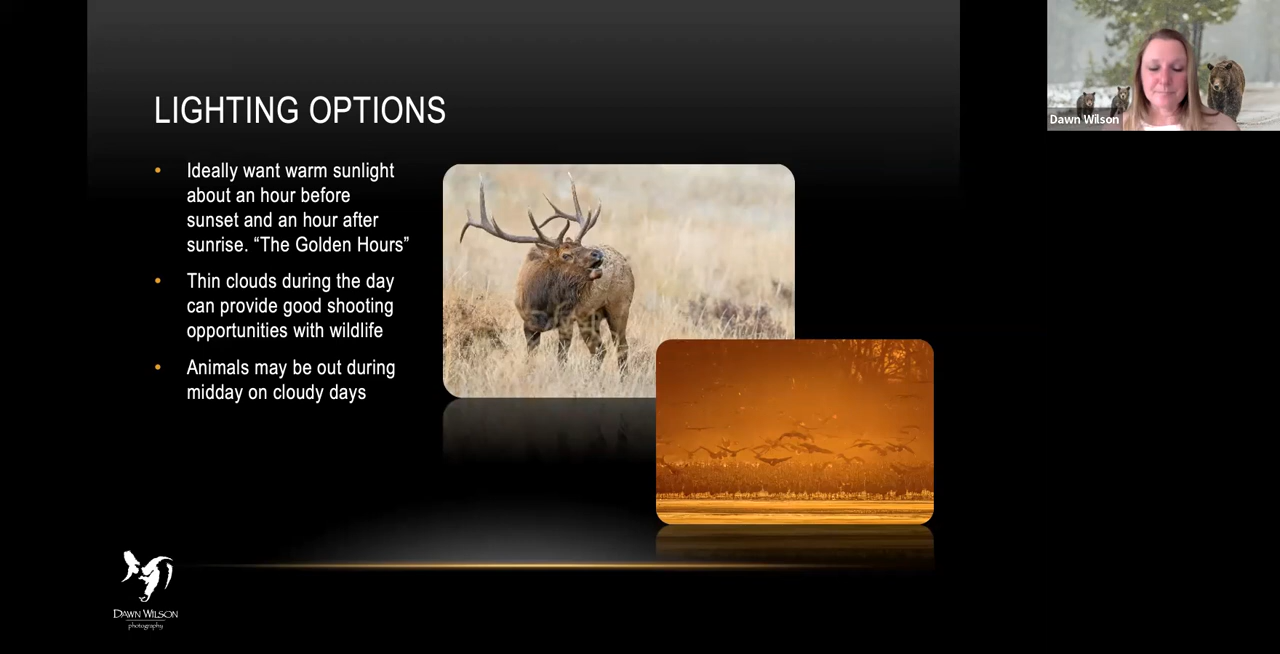 LIGHTING OPTIONS
• Ideally want warm sunlight
about an hour before
sunset and an hour after
sunrise. “The Golden Hours”
• Thin clouds during the day
can provide good shooting
opportunities with wildlife
• Animals may be out during
midday on cloudy days
DAWN WILSON
photography
Dawn Wilson